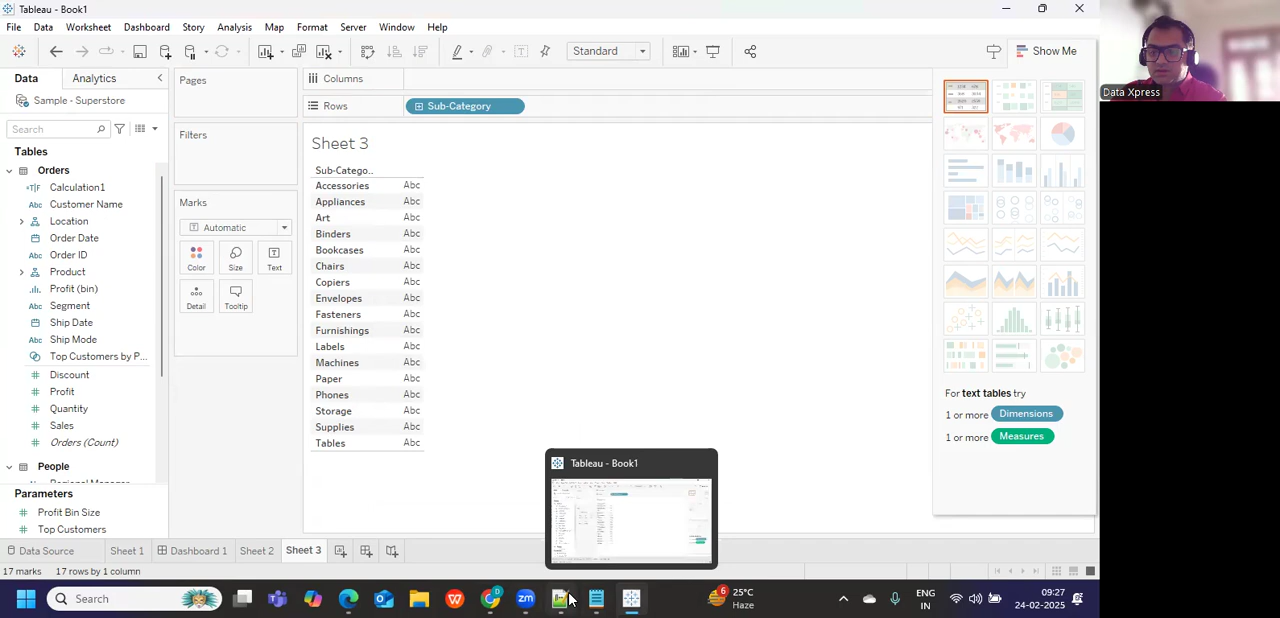 Tableau - Book1
File Data Worksheet Dashboard Story Analysis Map Format Server Window Help
Standard
Show Me
Data Analytics
Sample - Superstore
Search
Tables
Orders
Calculation1
Abc Customer Name
Location
Order Date
Abc Order ID
Product
Profit (bin)
Abc Segment
Ship Date
Abc Ship Mode
Top Customers by P...
Discount
Profit
Quantity
Sales
Orders (Count)
People
Parameters
Profit Bin Size
Top Customers
Pages
Filters
Marks
Automatic
Color Size Text
Detail Tooltip
Columns
Rows Sub-Category
Sheet 3
Sub-Catego..
Accessories Abc
Appliances Abc
Art Abc
Binders Abc
Bookcases Abc
Chairs Abc
Copiers Abc
Envelopes Abc
Fasteners Abc
Furnishings Abc
Labels Abc
Machines Abc
Paper Abc
Phones Abc
Storage Abc
Supplies Abc
Tables Abc
For text tables try
1 or more Dimensions
1 or more Measures
Data Xpress
Tableau - Book1
Data Source Sheet 1 Dashboard 1 Sheet 2 Sheet 3
17 marks 17 rows by 1 column
Search
zm
6
25°C
Haze
ENG
IN
09:27
24-02-2025